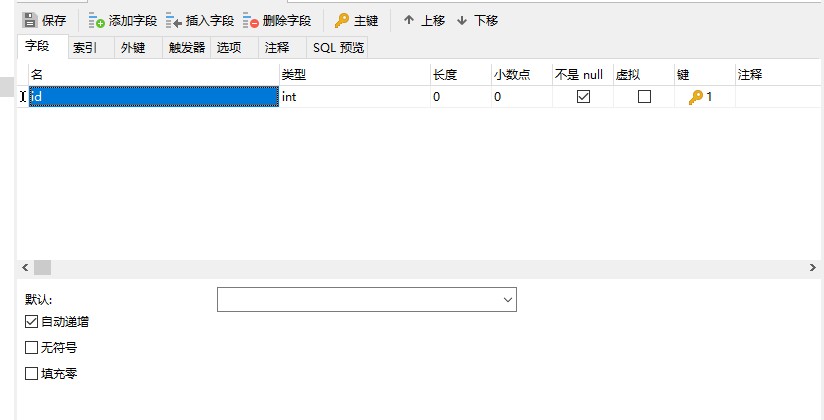 保存 添加字段 插入字段 删除字段 主键 上移 下移
字段 索引 外键 触发器 选项 注释 SQL 预览
名 类型 长度 小数点 不是 null 虚拟 键 注释
id int 0 0 1
默认:
自动递增
无符号
填充零